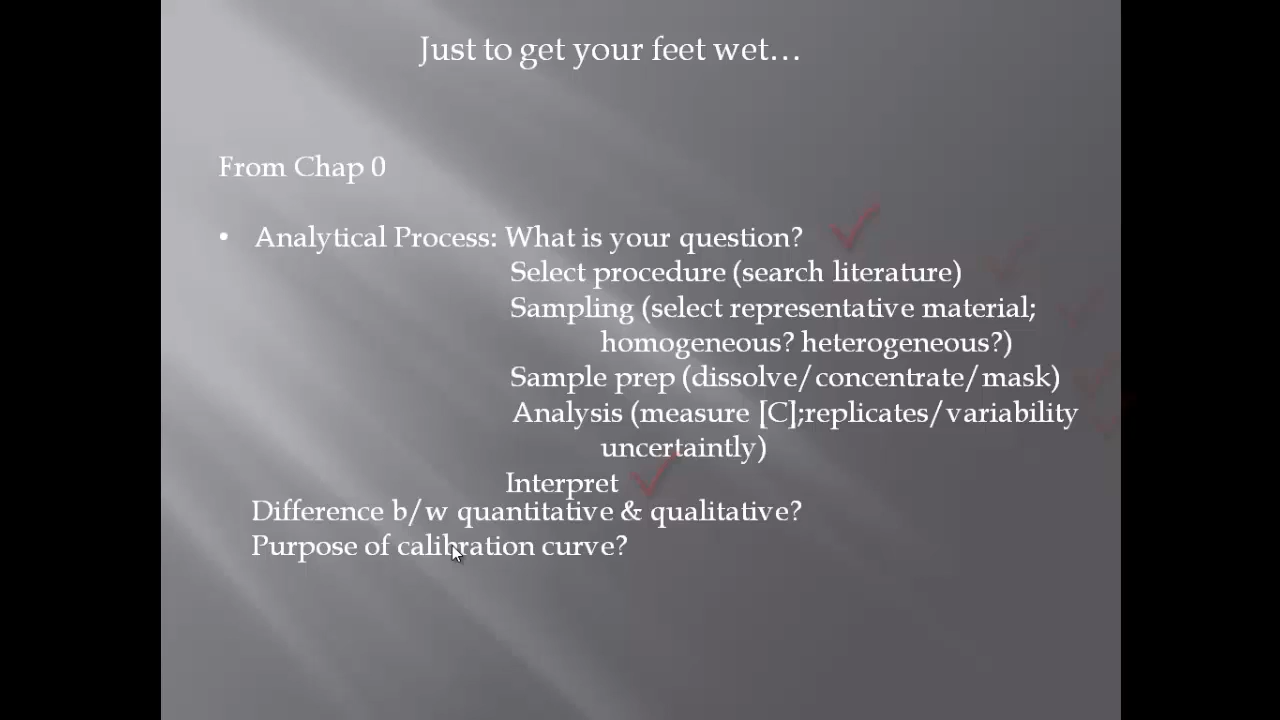 Just to get your feet wet…
From Chap 0
• Analytical Process: What is your question?
Select procedure (search literature)
Sampling (select representative material;
homogeneous? heterogeneous?)
Sample prep (dissolve/concentrate/mask)
Analysis (measure [C];replicates/variability
uncertaintly)
Interpret
Difference b/w quantitative & qualitative?
Purpose of calibration curve?